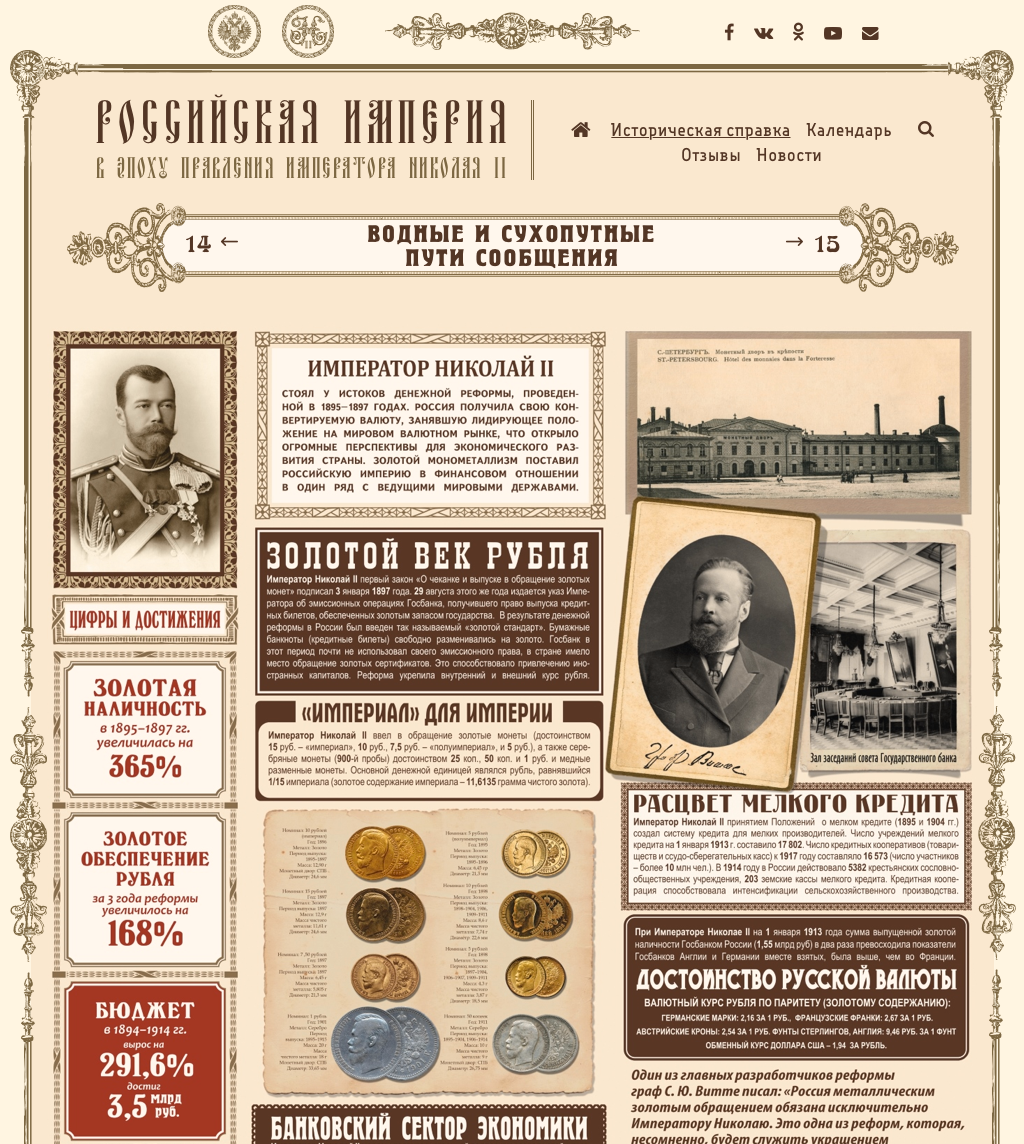 РОССИЙСКАЯ ИМПЕРИЯ
В ЭПОХУ ПРАВЛЕНИЯ ИМПЕРАТОРА НИКОЛАЯ II
Историческая справка Календарь
Отзывы Новости
14 ←
ВОДНЫЕ И СУХОПУТНЫЕ
ПУТИ СООБЩЕНИЯ
→ 15
ЦИФРЫ И ДОСТИЖЕНИЯ
ЗОЛОТАЯ
НАЛИЧНОСТЬ
в 1895–1897 гг.
увеличилась на
365%
ЗОЛОТОЕ
ОБЕСПЕЧЕНИЕ
РУБЛЯ
за 3 года реформы
увеличилось на
168%
БЮДЖЕТ
в 1894–1914 гг.
вырос на
291,6%
достиг
3,5 млрд
руб.
ИМПЕРАТОР НИКОЛАЙ II
СТОЯЛ У ИСТОКОВ ДЕНЕЖНОЙ РЕФОРМЫ, ПРОВЕДЕН-
НОЙ В 1895–1897 ГОДАХ. РОССИЯ ПОЛУЧИЛА СВОЮ КОН-
ВЕРТИРУЕМУЮ ВАЛЮТУ, ЗАНЯВШУЮ ЛИДИРУЮЩЕЕ ПОЛО-
ЖЕНИЕ НА МИРОВОМ ВАЛЮТНОМ РЫНКЕ, ЧТО ОТКРЫЛО
ОГРОМНЫЕ ПЕРСПЕКТИВЫ ДЛЯ ЭКОНОМИЧЕСКОГО РАЗ-
ВИТИЯ СТРАНЫ. ЗОЛОТОЙ МОНОМЕТАЛЛИЗМ ПОСТАВИЛ
РОССИЙСКУЮ ИМПЕРИЮ В ФИНАНСОВОМ ОТНОШЕНИИ
В ОДИН РЯД С ВЕДУЩИМИ МИРОВЫМИ ДЕРЖАВАМИ.
ЗОЛОТОЙ ВЕК РУБЛЯ
Император Николай II первый закон «О чеканке и выпуске в обращение золотых
монет» подписал 3 января 1897 года. 29 августа этого же года издается указ Импе-
ратора об эмиссионных операциях Госбанка, получившего право выпуска кредит-
ных билетов, обеспеченных золотым запасом государства. В результате денежной
реформы в России был введен так называемый «золотой стандарт». Бумажные
банкноты (кредитные билеты) свободно разменивались на золото. Госбанк в
этот период почти не использовал своего эмиссионного права, в стране имело
место обращение золотых сертификатов. Это способствовало привлечению ино-
странных капиталов. Реформа укрепила внутренний и внешний курс рубля.
«ИМПЕРИАЛ» ДЛЯ ИМПЕРИИ
Император Николай II ввел в обращение золотые монеты (достоинством
15 руб. – «империал», 10 руб., 7,5 руб. – «полуимпериал», и 5 руб.), а также сере-
бряные монеты (900-й пробы) достоинством 25 коп., 50 коп. и 1 руб. и медные
разменные монеты. Основной денежной единицей являлся рубль, равнявшийся
1/15 империала (золотое содержание империала – 11,6135 грамма чистого золота).
БАНКОВСКИЙ СЕКТОР ЭКОНОМИКИ
С.-ПЕТЕРБУРГЪ. Монетный дворъ въ крѣпости
ST.-PETERSBOURG. Hôtel des monnaies dans la Forteresse
МОНЕТНЫЙ ДВОРЪ
Зал заседаний совета Государственного банка
РАСЦВЕТ МЕЛКОГО КРЕДИТА
Император Николай II принятием Положений о мелком кредите (1895 и 1904 гг.)
создал систему кредита для мелких производителей. Число учреждений мелкого
кредита на 1 января 1913 г. составило 17 802. Число кредитных кооперативов (товари-
ществ и ссудо-сберегательных касс) к 1917 году составляло 16 573 (число участников
– более 10 млн чел.). В 1914 году в России действовало 5382 крестьянских сословно-
общественных учреждения, 203 земские кассы мелкого кредита. Кредитная коопе-
рация способствовала интенсификации сельскохозяйственного производства.
При Императоре Николае II на 1 января 1913 года сумма выпущенной золотой
наличности Госбанком России (1,55 млрд руб) в два раза превосходила показатели
Госбанков Англии и Германии вместе взятых, была выше, чем во Франции.
ДОСТОИНСТВО РУССКОЙ ВАЛЮТЫ
ВАЛЮТНЫЙ КУРС РУБЛЯ ПО ПАРИТЕТУ (ЗОЛОТОМУ СОДЕРЖАНИЮ):
ГЕРМАНСКИЕ МАРКИ: 2,16 ЗА 1 РУБ., ФРАНЦУЗСКИЕ ФРАНКИ: 2,67 ЗА 1 РУБ.
АВСТРИЙСКИЕ КРОНЫ: 2,54 ЗА 1 РУБ. ФУНТЫ СТЕРЛИНГОВ, АНГЛИЯ: 9,46 РУБ. ЗА 1 ФУНТ
ОБМЕННЫЙ КУРС ДОЛЛАРА США – 1,94 ЗА РУБЛЬ.
Один из главных разработчиков реформы
граф С. Ю. Витте писал: «Россия металлическим
золотым обращением обязана исключительно
Императору Николаю. Это одна из реформ, которая,
несомненно, будет служить украшением